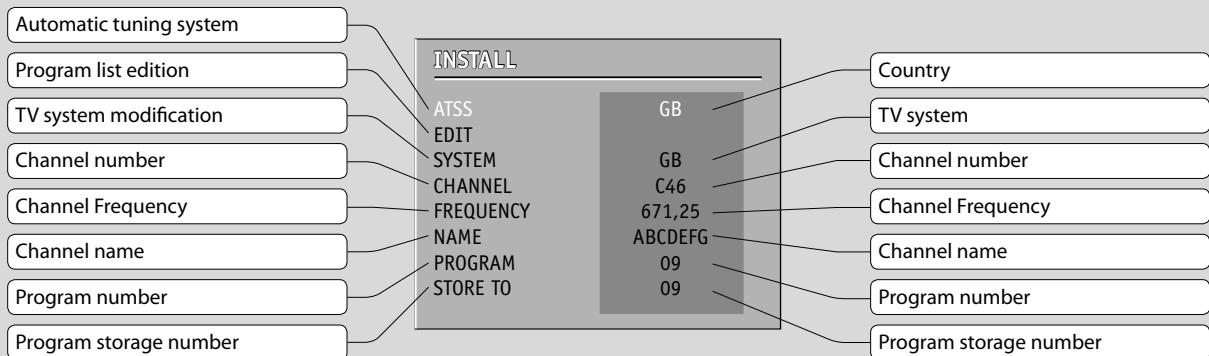 Automatic tuning system
Program list edition
TV system modification
Channel number
Channel Frequency
Channel name
Program number
Program storage number
INSTALL
ATSS GB
EDIT
SYSTEM GB
CHANNEL C46
FREQUENCY 671,25
NAME ABCDEFG
PROGRAM 09
STORE TO 09
Country
TV system
Channel number
Channel Frequency
Channel name
Program number
Program storage number